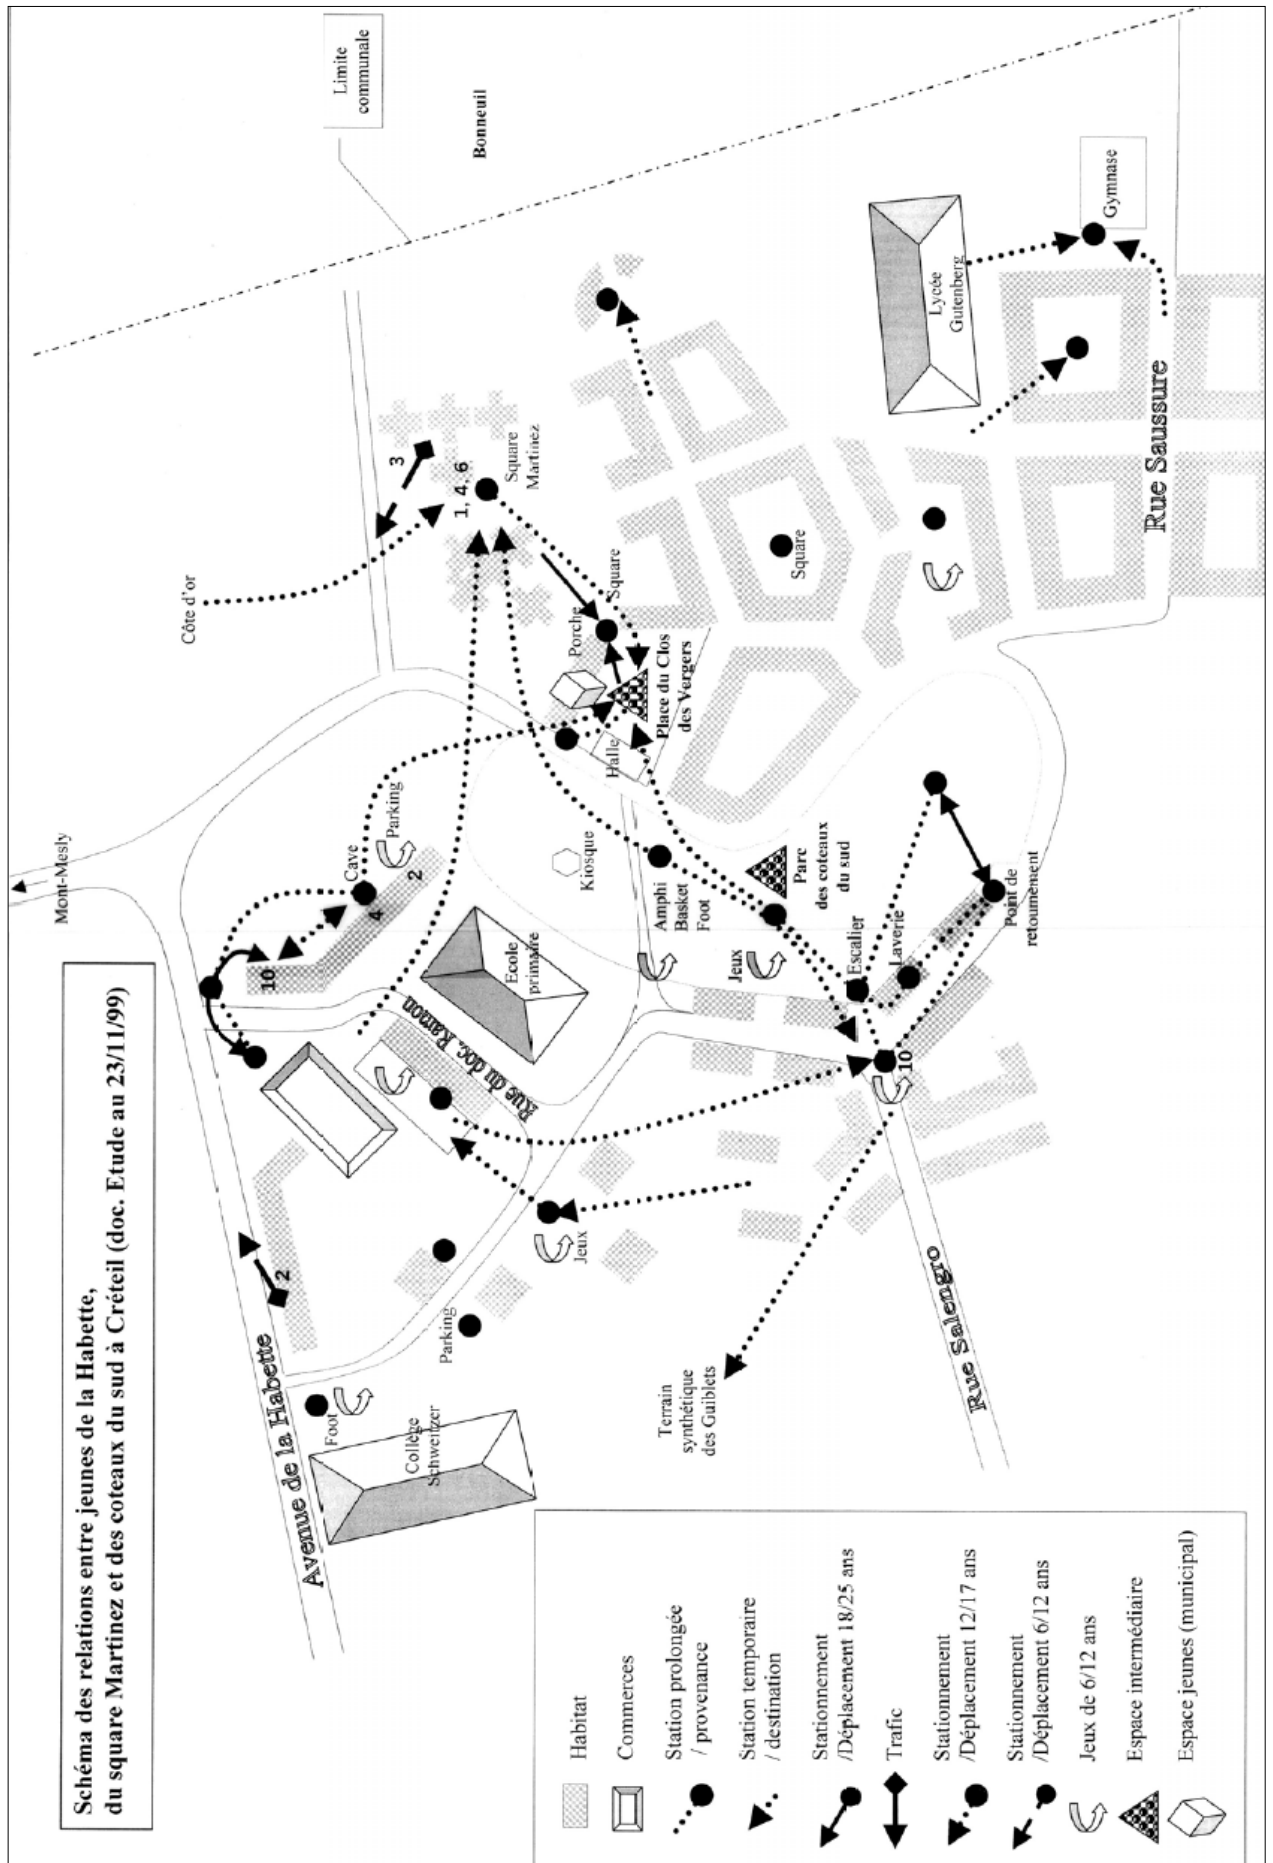 Schéma des relations entre jeunes de la Habette,
du square Martinez et des coteaux du sud à Créteil (doc. Etude au 23/11/99)
Mont-Mesly
Côte d'or
Limite
communale
Bonneuil
Avenue de la Habette
2
10
4
2
Cave
Parking
3
1, 4, 6
Square
Martinez
Foot
Collège
Schweitzer
Parking
Jeux
Rue du doc. Ramon
Ecole
primaire
Kiosque
Halle
Porche
Square
Place du Clos
des Vergers
Amphi
Basket
Foot
Jeux
Parc
des coteaux
du sud
Square
Terrain
synthétique
des Guiblets
Escalier
Laverie
10
Point de
retournement
Rue Salengro
Lycée
Gutenberg
Gymnase
Rue Saussure
Habitat
Commerces
Station prolongée
/ provenance
Station temporaire
/ destination
Stationnement
/Déplacement 18/25 ans
Trafic
Stationnement
/Déplacement 12/17 ans
Stationnement
/Déplacement 6/12 ans
Jeux de 6/12 ans
Espace intermédiaire
Espace jeunes (municipal)